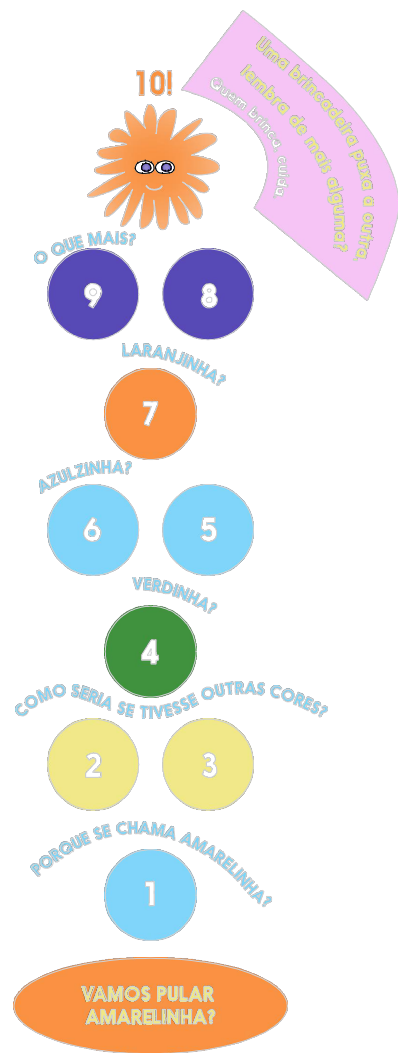 Uma brincadeira puxa a outra,
lembra de mais alguma?
Quem brinca, cuida.
10!
O QUE MAIS?
9 8
LARANJINHA?
7
AZULZINHA?
6 5
VERDINHA?
4
COMO SERIA SE TIVESSE OUTRAS CORES?
2 3
PORQUE SE CHAMA AMARELINHA?
1
VAMOS PULAR
AMARELINHA?